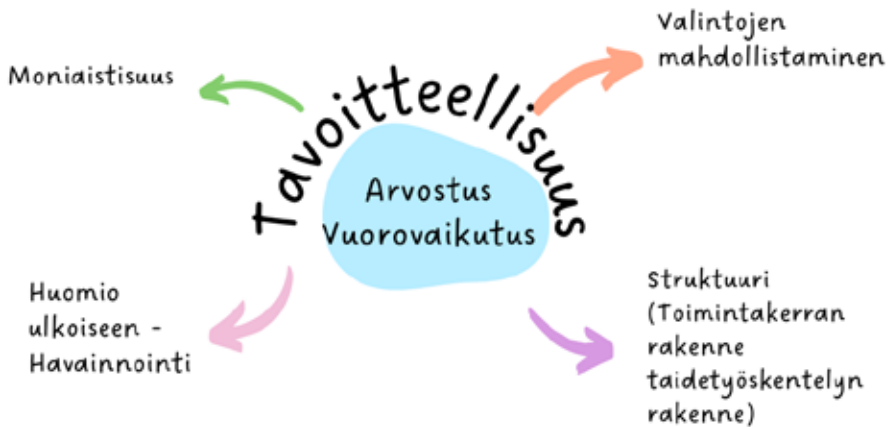 Moniaistisuus
Valintojen
mahdollistaminen
Tavoitteellisuus
Arvostus
Vuorovaikutus
Huomio
ulkoiseen -
Havainnointi
Struktuuri
(Toimintakerran
rakenne
taidetyöskentelyn
rakenne)